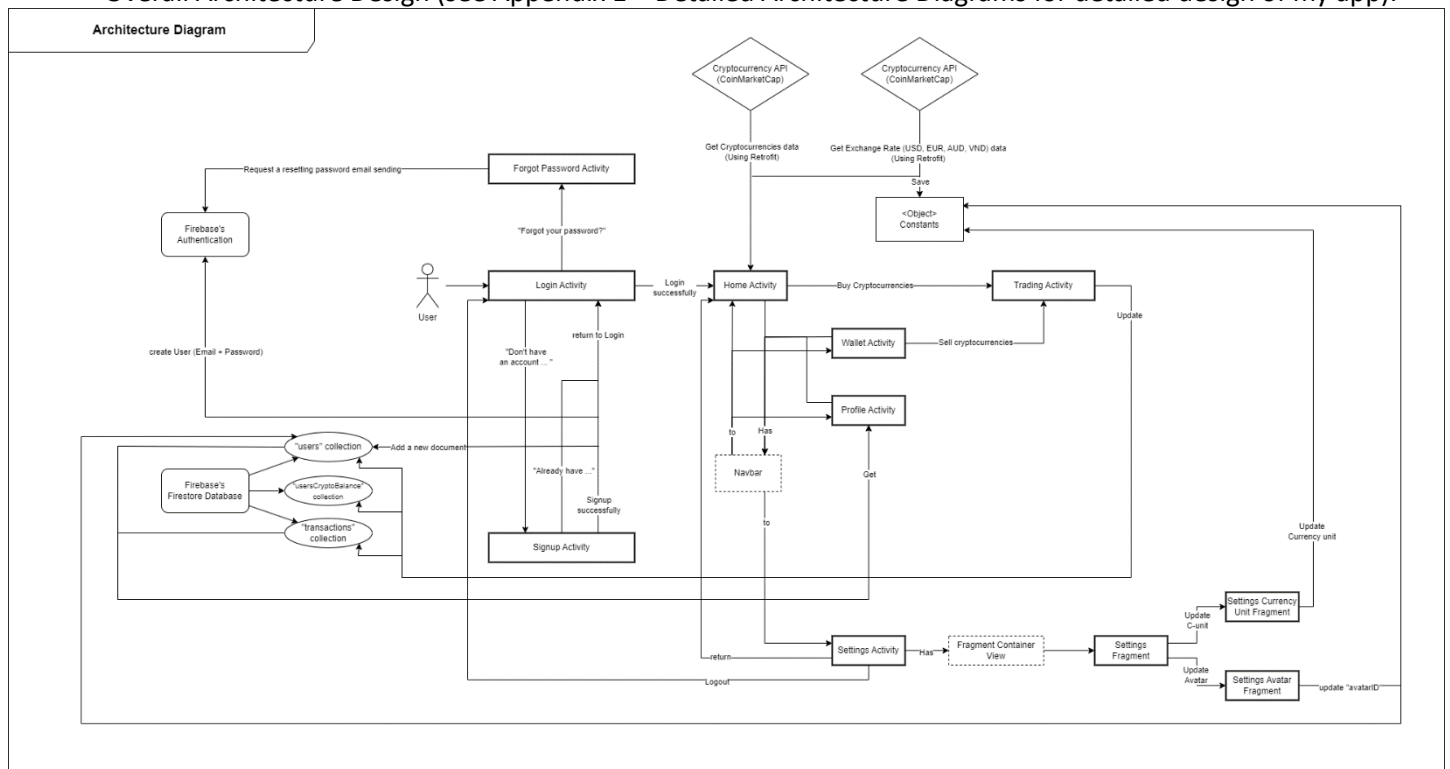 Overall Architecture Design (see Appendix 1 – Detailed Architecture Diagrams for detailed design of my app):
Architecture Diagram
Cryptocurrency API
(CoinMarketCap)
Cryptocurrency API
(CoinMarketCap)
Get Cryptocurrencies data
(Using Retrofit)
Get Exchange Rate (USD, EUR, AUD, VND) data
(Using Retrofit)
Save
Request a resetting password email sending
Forgot Password Activity
Firebase's
Authentication
"Forgot your password?"
<Object>
Constants
User
Login Activity
Login
successfully
Home Activity
Buy Cryptocurrencies
Trading Activity
Update
return to Login
create User (Email + Password)
"Don't have
an account ... "
Wallet Activity
Sell cryptocurrencies
Profile Activity
to
Has
"users" collection
Add a new document
"Already have ..."
Navbar
Get
Firebase's
Firestore Database
"usersCryptoBalance"
collection
Signup
successfully
to
"transactions"
collection
Signup Activity
Update
Currency unit
Settings Currency
Unit Fragment
Update
C-unit
return
Settings Activity
Has
Fragment Container
View
Settings
Fragment
Logout
Update
Avatar
Settings Avatar
Fragment
update "avatarID